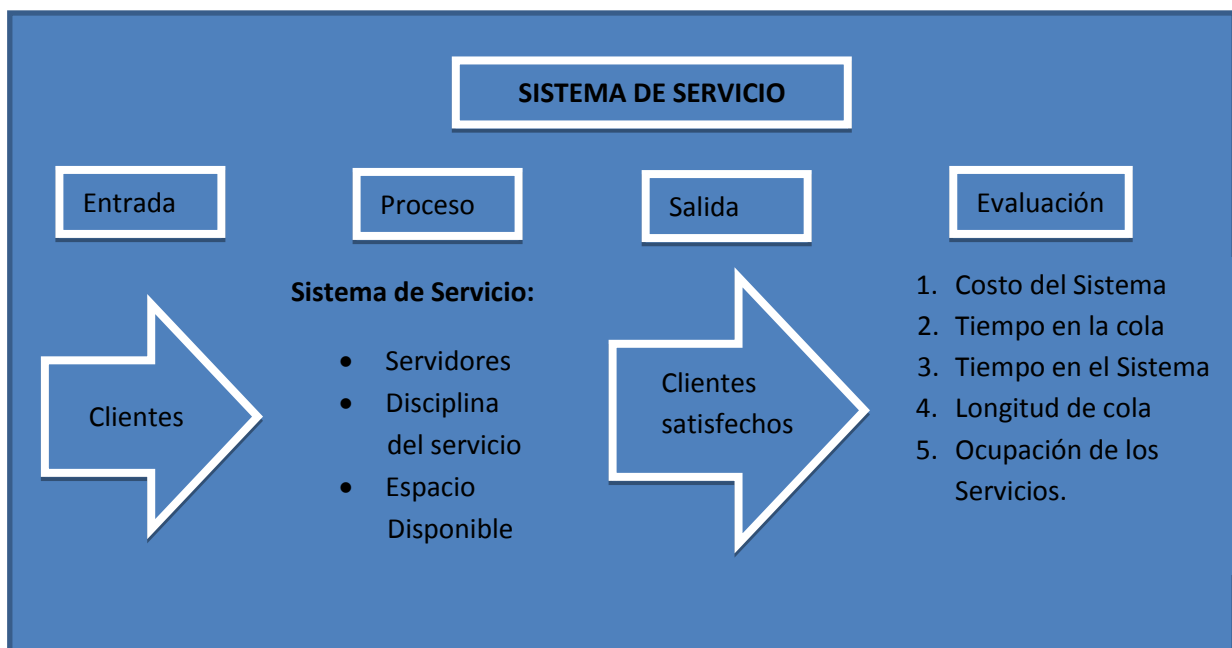 SISTEMA DE SERVICIO
Entrada
Proceso
Salida
Evaluación
Clientes
Sistema de Servicio:
• Servidores
• Disciplina
del servicio
• Espacio
Disponible
Clientes
satisfechos
1. Costo del Sistema
2. Tiempo en la cola
3. Tiempo en el Sistema
4. Longitud de cola
5. Ocupación de los
Servicios.